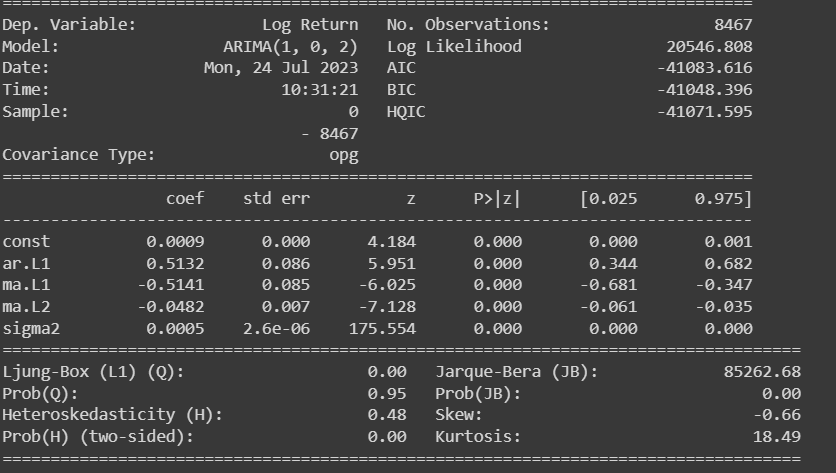 ==============================================================================
Dep. Variable:             Log Return   No. Observations:                 8467
Model:                 ARIMA(1, 0, 2)   Log Likelihood               20546.808
Date:                Mon, 24 Jul 2023   AIC                         -41083.616
Time:                        10:31:21   BIC                         -41048.396
Sample:                             0   HQIC                        -41071.595
                               - 8467
Covariance Type:                  opg
==============================================================================
                 coef    std err          z      P>|z|      [0.025      0.975]
------------------------------------------------------------------------------
const          0.0009      0.000      4.184      0.000       0.000       0.001
ar.L1          0.5132      0.086      5.951      0.000       0.344       0.682
ma.L1         -0.5141      0.085     -6.025      0.000      -0.681      -0.347
ma.L2         -0.0482      0.007     -7.128      0.000      -0.061      -0.035
sigma2         0.0005    2.6e-06    175.554      0.000       0.000       0.000
===================================================================================
Ljung-Box (L1) (Q):                   0.00   Jarque-Bera (JB):             85262.68
Prob(Q):                              0.95   Prob(JB):                         0.00
Heteroskedasticity (H):               0.48   Skew:                            -0.66
Prob(H) (two-sided):                  0.00   Kurtosis:                        18.49
===================================================================================